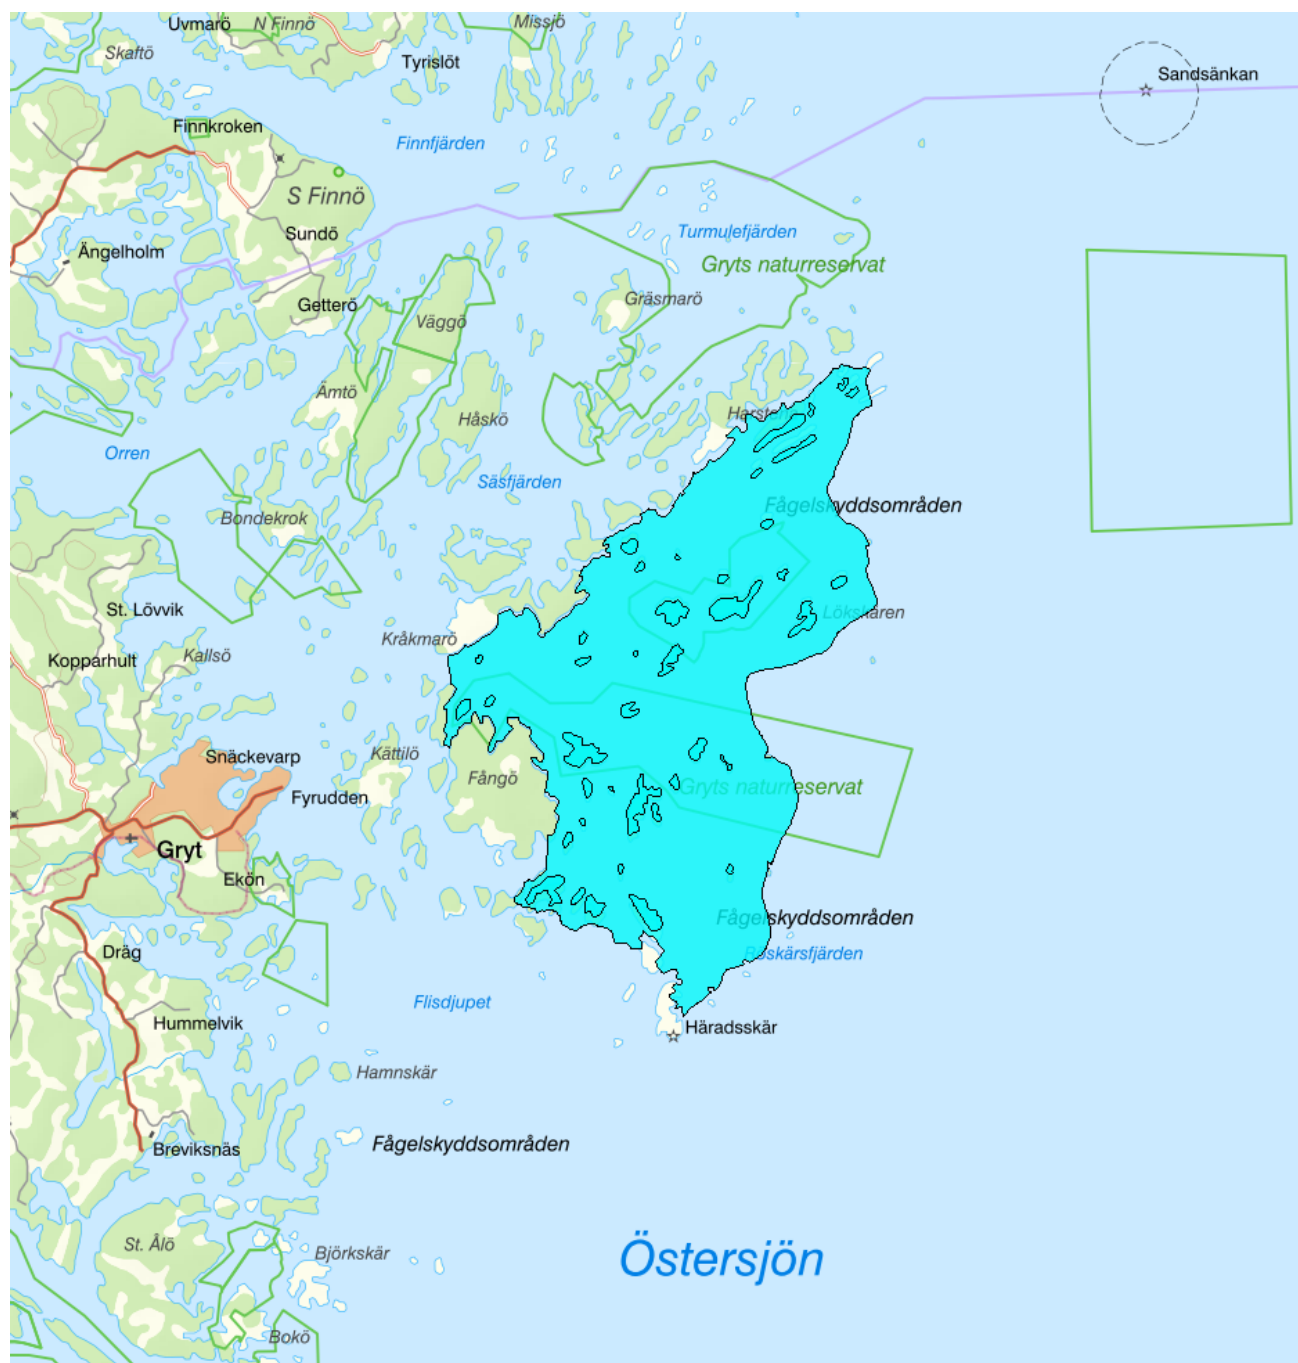 Uvmarö
N Finnö
Missjö
Skaftö
Tyrislöt
Sandsänkan
Finnkroken
Finnfjärden
S Finnö
Sundö
Turmulefjärden
Ängelholm
Gryts naturreservat
Getterö
Gräsmarö
Väggö
Ämtö
Håskö
Orren
Säsfjärden
Fågelskyddsområden
Bondekrok
St. Lövvik
Lökskären
Kråkmarö
Kopparhult
Kallsö
Snäckevarp
Kättilö
Fångö
Gryts naturreservat
Fyrudden
Gryt
Ekön
Fågelskyddsområden
Dräg
Flisdjupet
Hummelvik
Häradsskär
Hamnskär
Breviksnäs
Fågelskyddsområden
St. Ålö
Björkskär
Östersjön
Bokö